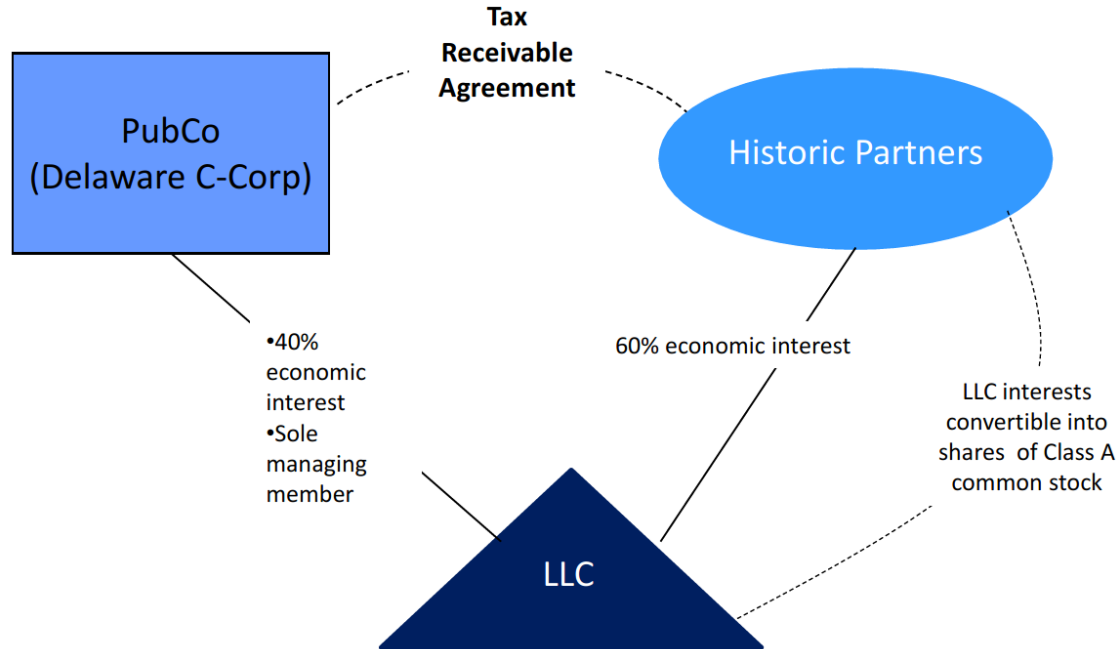 Tax
Receivable
Agreement
PubCo
(Delaware C-Corp)
Historic Partners
•40%
economic
interest
•Sole
managing
member
60% economic interest
LLC interests
convertible into
shares of Class A
common stock
LLC